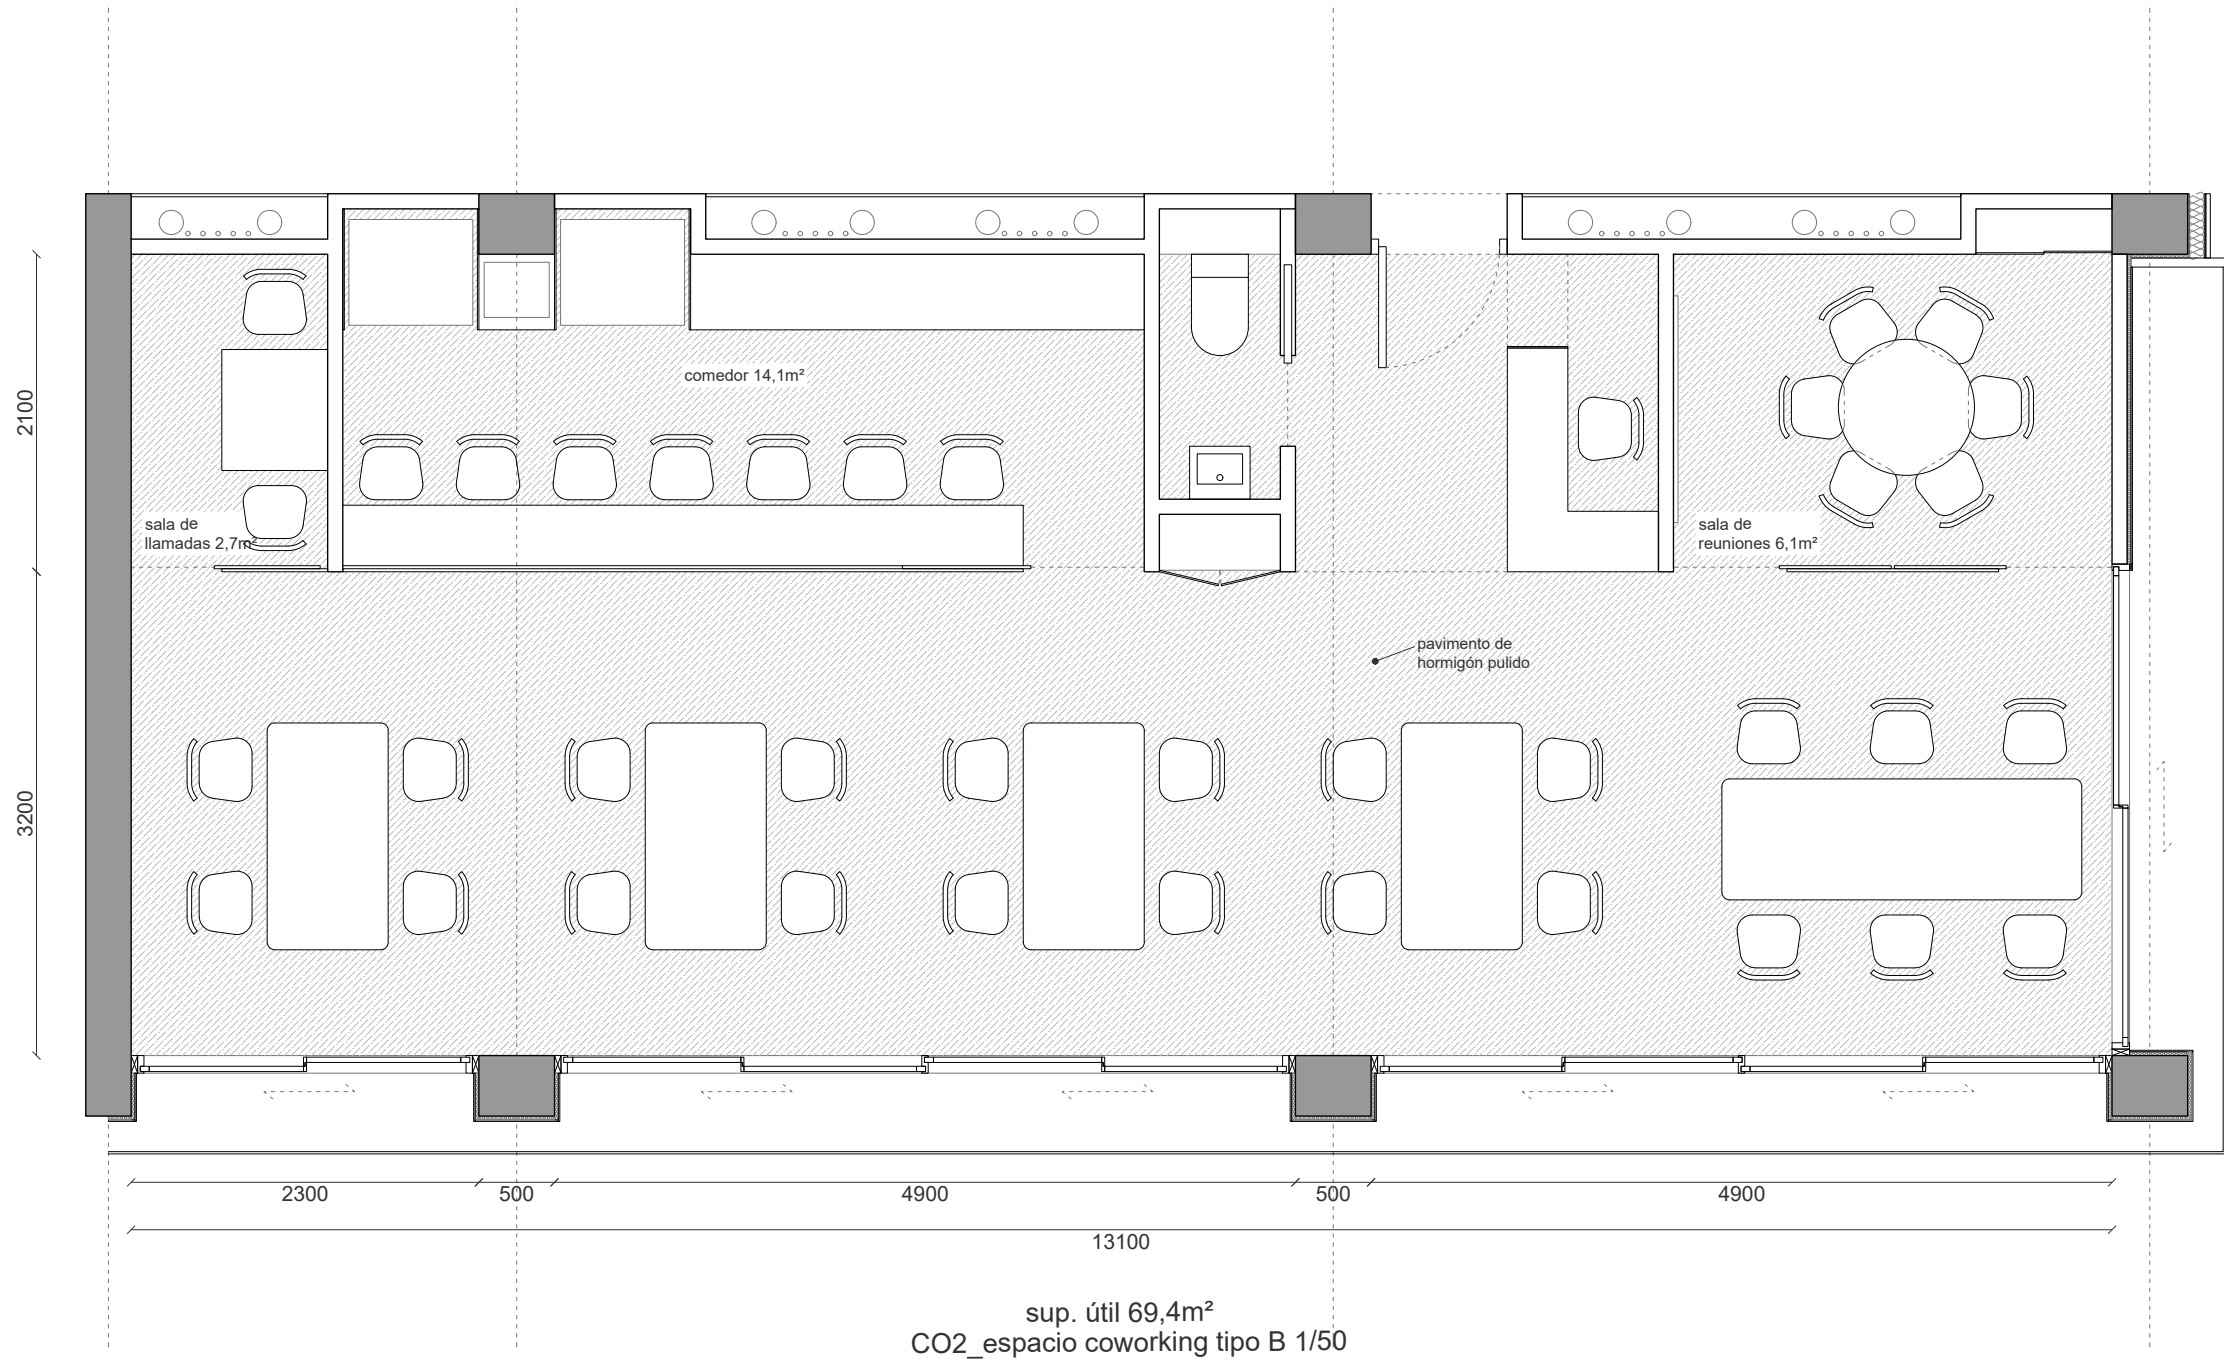 comedor 14,1m²
2100
sala de
llamadas 2,7m²
sala de
reuniones 6,1m²
pavimento de
hormigón pulido
3200
2300
500
4900
500
4900
13100
sup. útil 69,4m²
CO2_espacio coworking tipo B 1/50